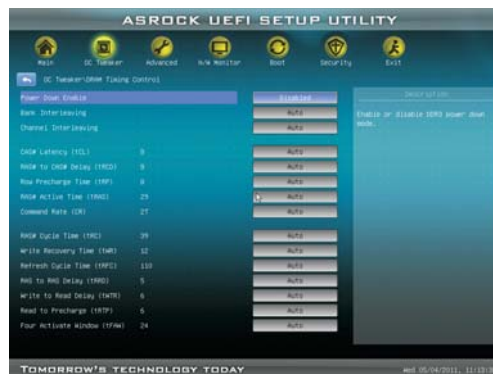 ASROCK UEFI SETUP UTILITY
Main OC Tweaker Advanced H/W Monitor Boot Security Exit
OC Tweaker\DRAM Timing Control
Power Down Enable Disabled
Bank Interleaving Auto
Channel Interleaving Auto
CAS# Latency (tCL) Auto
RAS# to CAS# Delay (tRCD) 9 Auto
Row Precharge Time (tRP) Auto
RAS# Active Time (tRAS) Auto
Command Rate (CR) 2T Auto
RAS# Cycle Time (tRC) 39 Auto
Write Recovery Time (tWR) 12 Auto
Refresh Cycle Time (tRFC) 110 Auto
RAS to RAS Delay (tRRD) 5 Auto
Write to Read Delay (tWTR) 6 Auto
Read to Precharge (tRTP) 6 Auto
Four Activate Window (tFAW) 24 Auto
Description
Enable or disable DDR3 power down
mode.
TOMORROW'S TECHNOLOGY TODAY
Wed 05/04/2011,